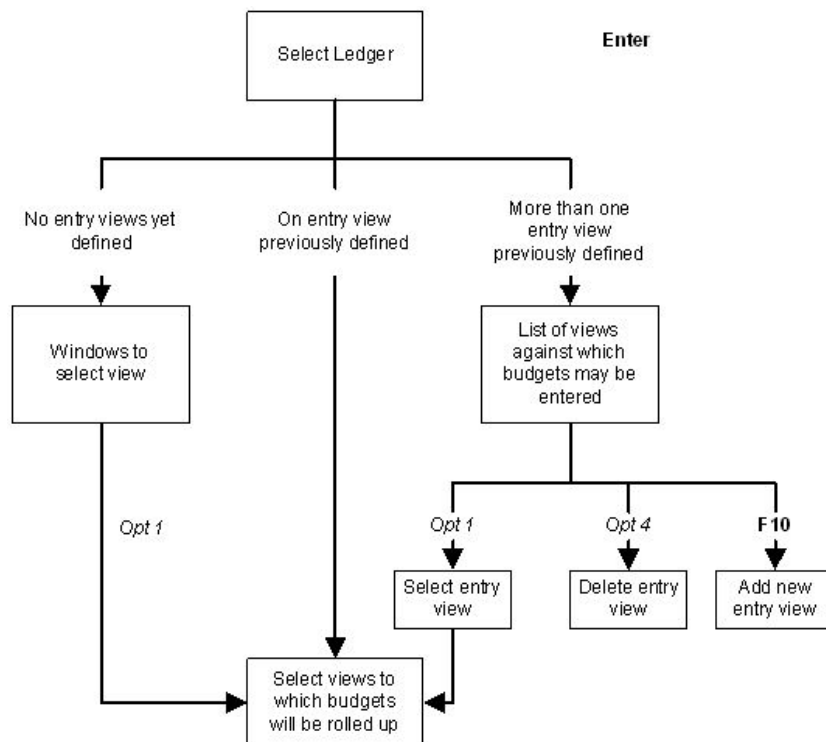 Select Ledger
Enter
No entry views yet
defined
On entry view
previously defined
More than one
entry view
previously defined
Windows to
select view
List of views
against which
budgets may be
entered
Opt 1
Opt 1
Opt 4
F10
Select entry
view
Delete entry
view
Add new
entry view
Select views to
which budgets
will be rolled up